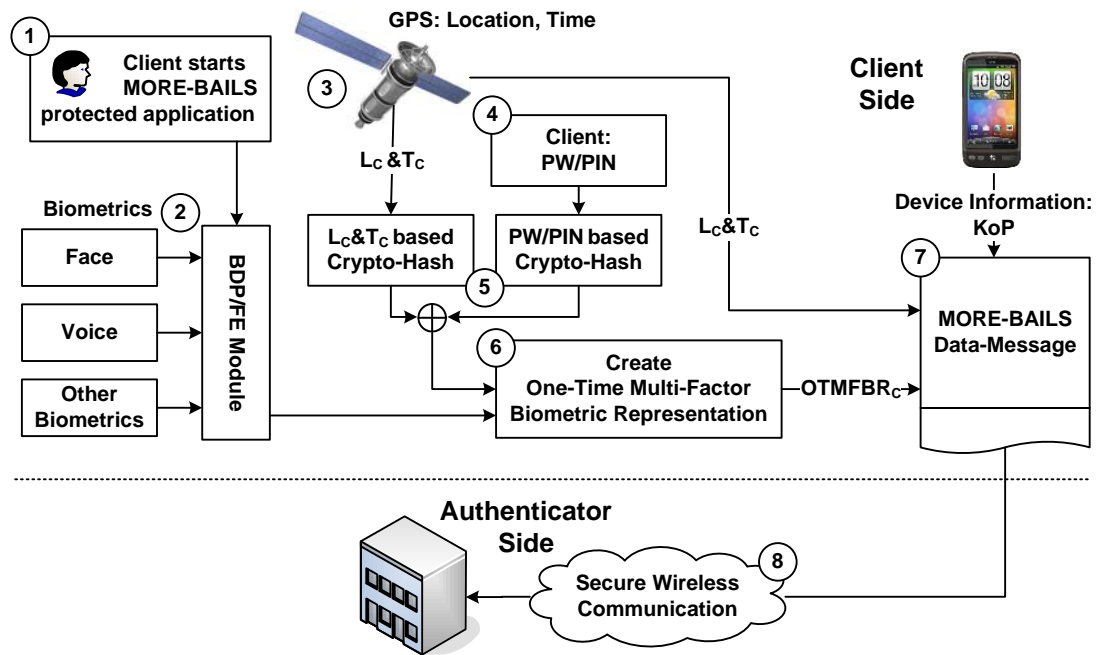 1
Client starts
MORE-BAILS
protected application
GPS: Location, Time
3
4
Client:
PW/PIN
Client
Side
10 08
L_C &T_C
Biometrics
2
Face
Voice
Other
Biometrics
BDP/FE Module
L_C&T_C based
Crypto-Hash
PW/PIN based
Crypto-Hash
5
L_C&T_C
Device Information:
KoP
7
MORE-BAILS
Data-Message
6
Create
One-Time Multi-Factor
Biometric Representation
OTMFBR_C
Authenticator
Side
8
Secure Wireless
Communication